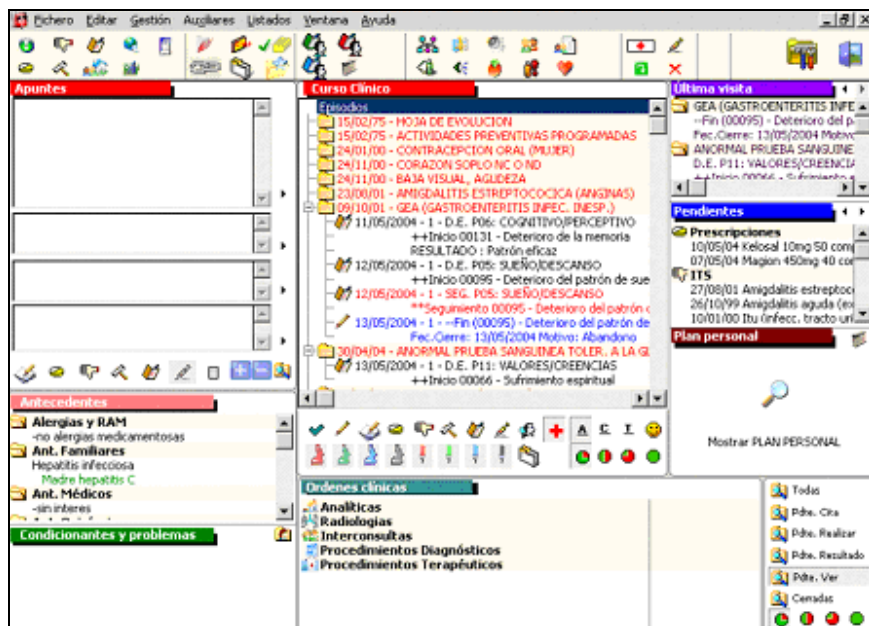 Fichero Editar Gestión Auxiliares Listados Ventana Ayuda
Apuntes
Curso Clínico
Episodios
15/02/75 - HOJA DE EVOLUCION
15/02/75 - ACTIVIDADES PREVENTIVAS PROGRAMADAS
24/01/00 - CONTRACEPCION ORAL (MUJER)
24/11/00 - CORAZON SOPLO NC O ND
24/11/00 - BAJA VISUAL, AGUDEZA
23/08/01 - AMIGDALITIS ESTREPTOCOCICA (ANGINAS)
09/10/01 - GEA (GASTROENTERITIS INFEC. INESP.)
11/05/2004 - 1 - D.E. P06: COGNITIVO/PERCEPTIVO
++Inicio 00131 - Deterioro de la memoria
RESULTADO : Patrón eficaz
12/05/2004 - 1 - D.E. P05: SUEÑO/DESCANSO
++Inicio 00095 - Deterioro del patrón de sue
12/05/2004 - 1 - SEG. P05: SUEÑO/DESCANSO
**Seguimiento 00095 - Deterioro del patrón
13/05/2004 - 1 - --Fin (00095) - Deterioro del patrón de
Fec.Cierre: 13/05/2004 Motivo: Abandono
30/04/04 - ANORMAL PRUEBA SANGUINEA TOLER. A LA
13/05/2004 - 1 - D.E. P11: VALORES/CREENCIAS
++Inicio 00066 - Sufrimiento espiritual
Última visita
GEA (GASTROENTERITIS INFE
--Fin (00095) - Deterioro del
Fec.Cierre: 13/05/2004 Motivo
ANORMAL PRUEBA SANGUINE
D.E. P11: VALORES/CREENCIA
++Inicio 00066 - Sufrimiento
Pendientes
Prescripciones
10/05/04 Kelosal 10mg 50 comp
07/05/04 Magion 450mg 40 com
ITS
27/08/01 Amigdalitis estreptoc
26/10/99 Amigdalitis aguda (ex
10/01/00 Itu (infecc. tracto uri
Plan personal
Mostrar PLAN PERSONAL
Antecedentes
Alergias y RAM
-no alergias medicamentosas
Ant. Familiares
Hepatitis infecciosa
Madre hepatitis C
Ant. Médicos
-sin interes
Condicionantes y problemas
A C I
Ordenes clínicas
Analíticas
Radiologias
Interconsultas
Procedimientos Diagnósticos
Procedimientos Terapéuticos
Todas
Pdte. Cita
Pdte. Realizar
Pdte. Resultado
Pdte. Ver
Cerradas